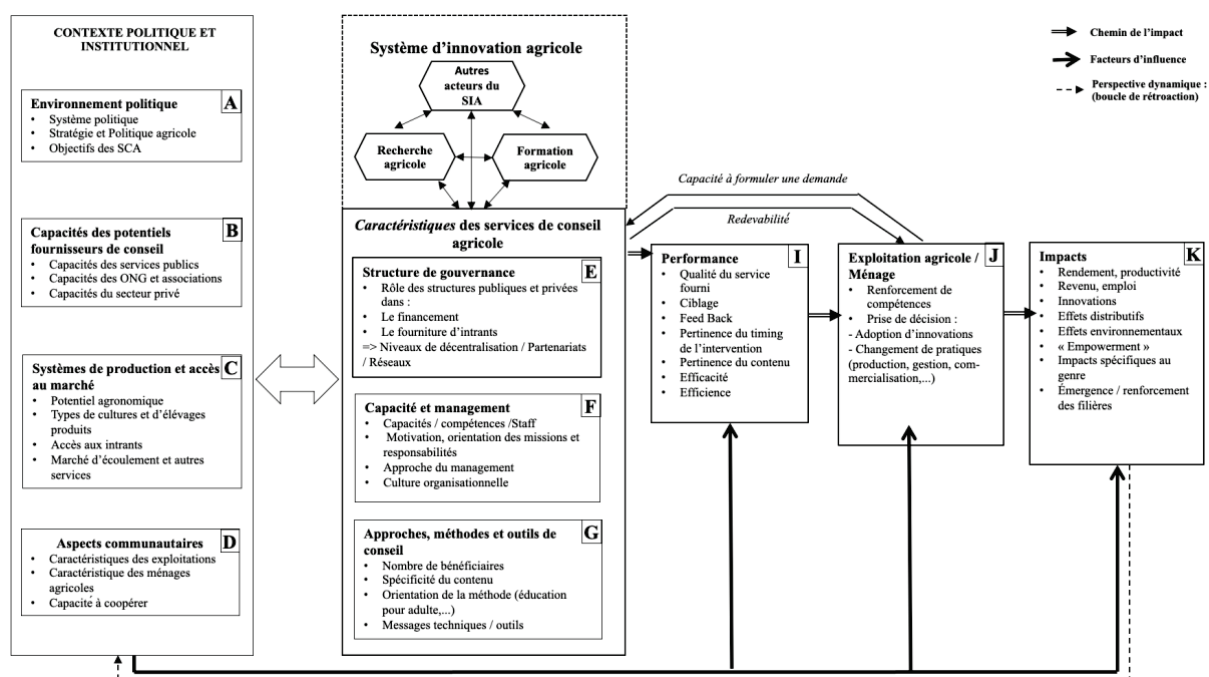 CONTEXTE POLITIQUE ET
INSTITUTIONNEL
Environnement politique
A
• Système politique
• Stratégie et Politique agricole
• Objectifs des SCA
Capacités des potentiels
fournisseurs de conseil
B
• Capacités des services publics
• Capacités des ONG et associations
• Capacités du secteur privé
Systèmes de production et accès
au marché
C
• Potentiel agronomique
• Types de cultures et d'élévages
produits
• Accès aux intrants
• Marché d'écoulement et autres
services
Aspects communautaires
D
• Caractéristiques des exploitations
• Caractéristique des ménages
agricoles
• Capacité à coopérer
Système d'innovation agricole
Autres
acteurs du
SIA
Recherche
agricole
Formation
agricole
Caractéristiques des services de conseil
agricole
Structure de gouvernance
E
• Rôle des structures publiques et privées
dans :
• Le financement
• Le fourniture d'intrants
=> Niveaux de décentralisation / Partenariats
/ Réseaux
Capacité et management
F
• Capacités / compétences /Staff
• Motivation, orientation des missions et
responsabilités
• Approche du management
• Culture organisationnelle
Approches, méthodes et outils de
conseil
G
• Nombre de bénéficiaires
• Spécificité du contenu
• Orientation de la méthode (éducation
pour adulte,...)
• Messages techniques / outils
Capacité à formuler une demande
Redevabilité
Performance
I
• Qualité du service
fourni
• Ciblage
• Feed Back
• Pertinence du timing
de l'intervention
• Pertinence du contenu
• Efficacité
• Efficience
Exploitation agricole /
Ménage
J
• Renforcement de
compétences
• Prise de décision :
- Adoption d'innovations
- Changement de pratiques
(production, gestion, com-
mercialisation,...)
Impacts
K
• Rendement, productivité
• Revenu, emploi
• Innovations
• Effets distributifs
• Effets environnementaux
• « Empowerment »
• Impacts spécifiques au
genre
• Émergence / renforcement
des filières
Chemin de l'impact
Facteurs d'influence
Perspective dynamique :
(boucle de rétroaction)